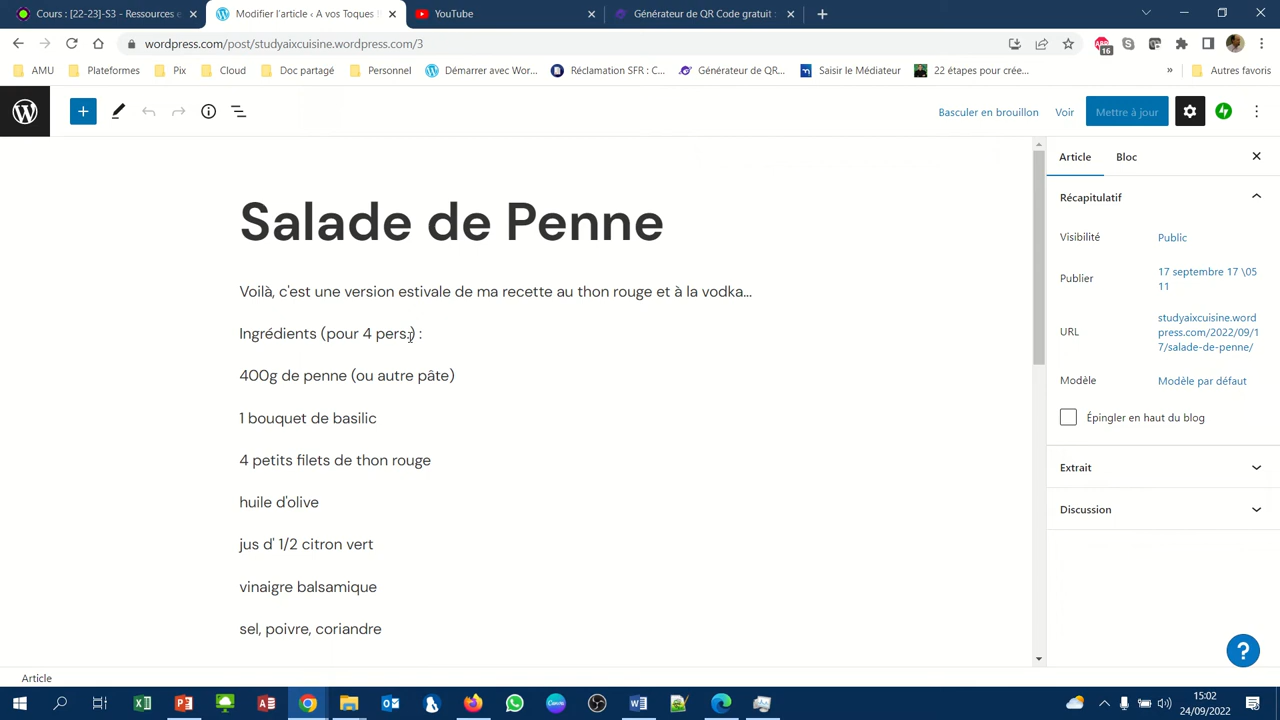 Cours : [22-23]-S3 - Ressources e
Modifier l'article ‹ A vos Toques !
YouTube
Générateur de QR Code gratuit :
wordpress.com/post/studyaixcuisine.wordpress.com/3
16
AMU
Plateformes
Pix
Cloud
Doc partagé
Personnel
Démarrer avec Wor...
Réclamation SFR : C...
Générateur de QR...
Saisir le Médiateur
22 étapes pour crée...
»
Autres favoris
Basculer en brouillon
Voir
Mettre à jour
Article
Bloc
Salade de Penne
Voilà, c'est une version estivale de ma recette au thon rouge et à la vodka...
Ingrédients (pour 4 pers.) :
400g de penne (ou autre pâte)
1 bouquet de basilic
4 petits filets de thon rouge
huile d'olive
jus d' 1/2 citron vert
vinaigre balsamique
sel, poivre, coriandre
Récapitulatif
Visibilité
Public
Publier
17 septembre 17 \05
11
URL
studyaixcuisine.word
press.com/2022/09/1
7/salade-de-penne/
Modèle
Modèle par défaut
Épingler en haut du blog
Extrait
Discussion
?
Article
15:02
24/09/2022